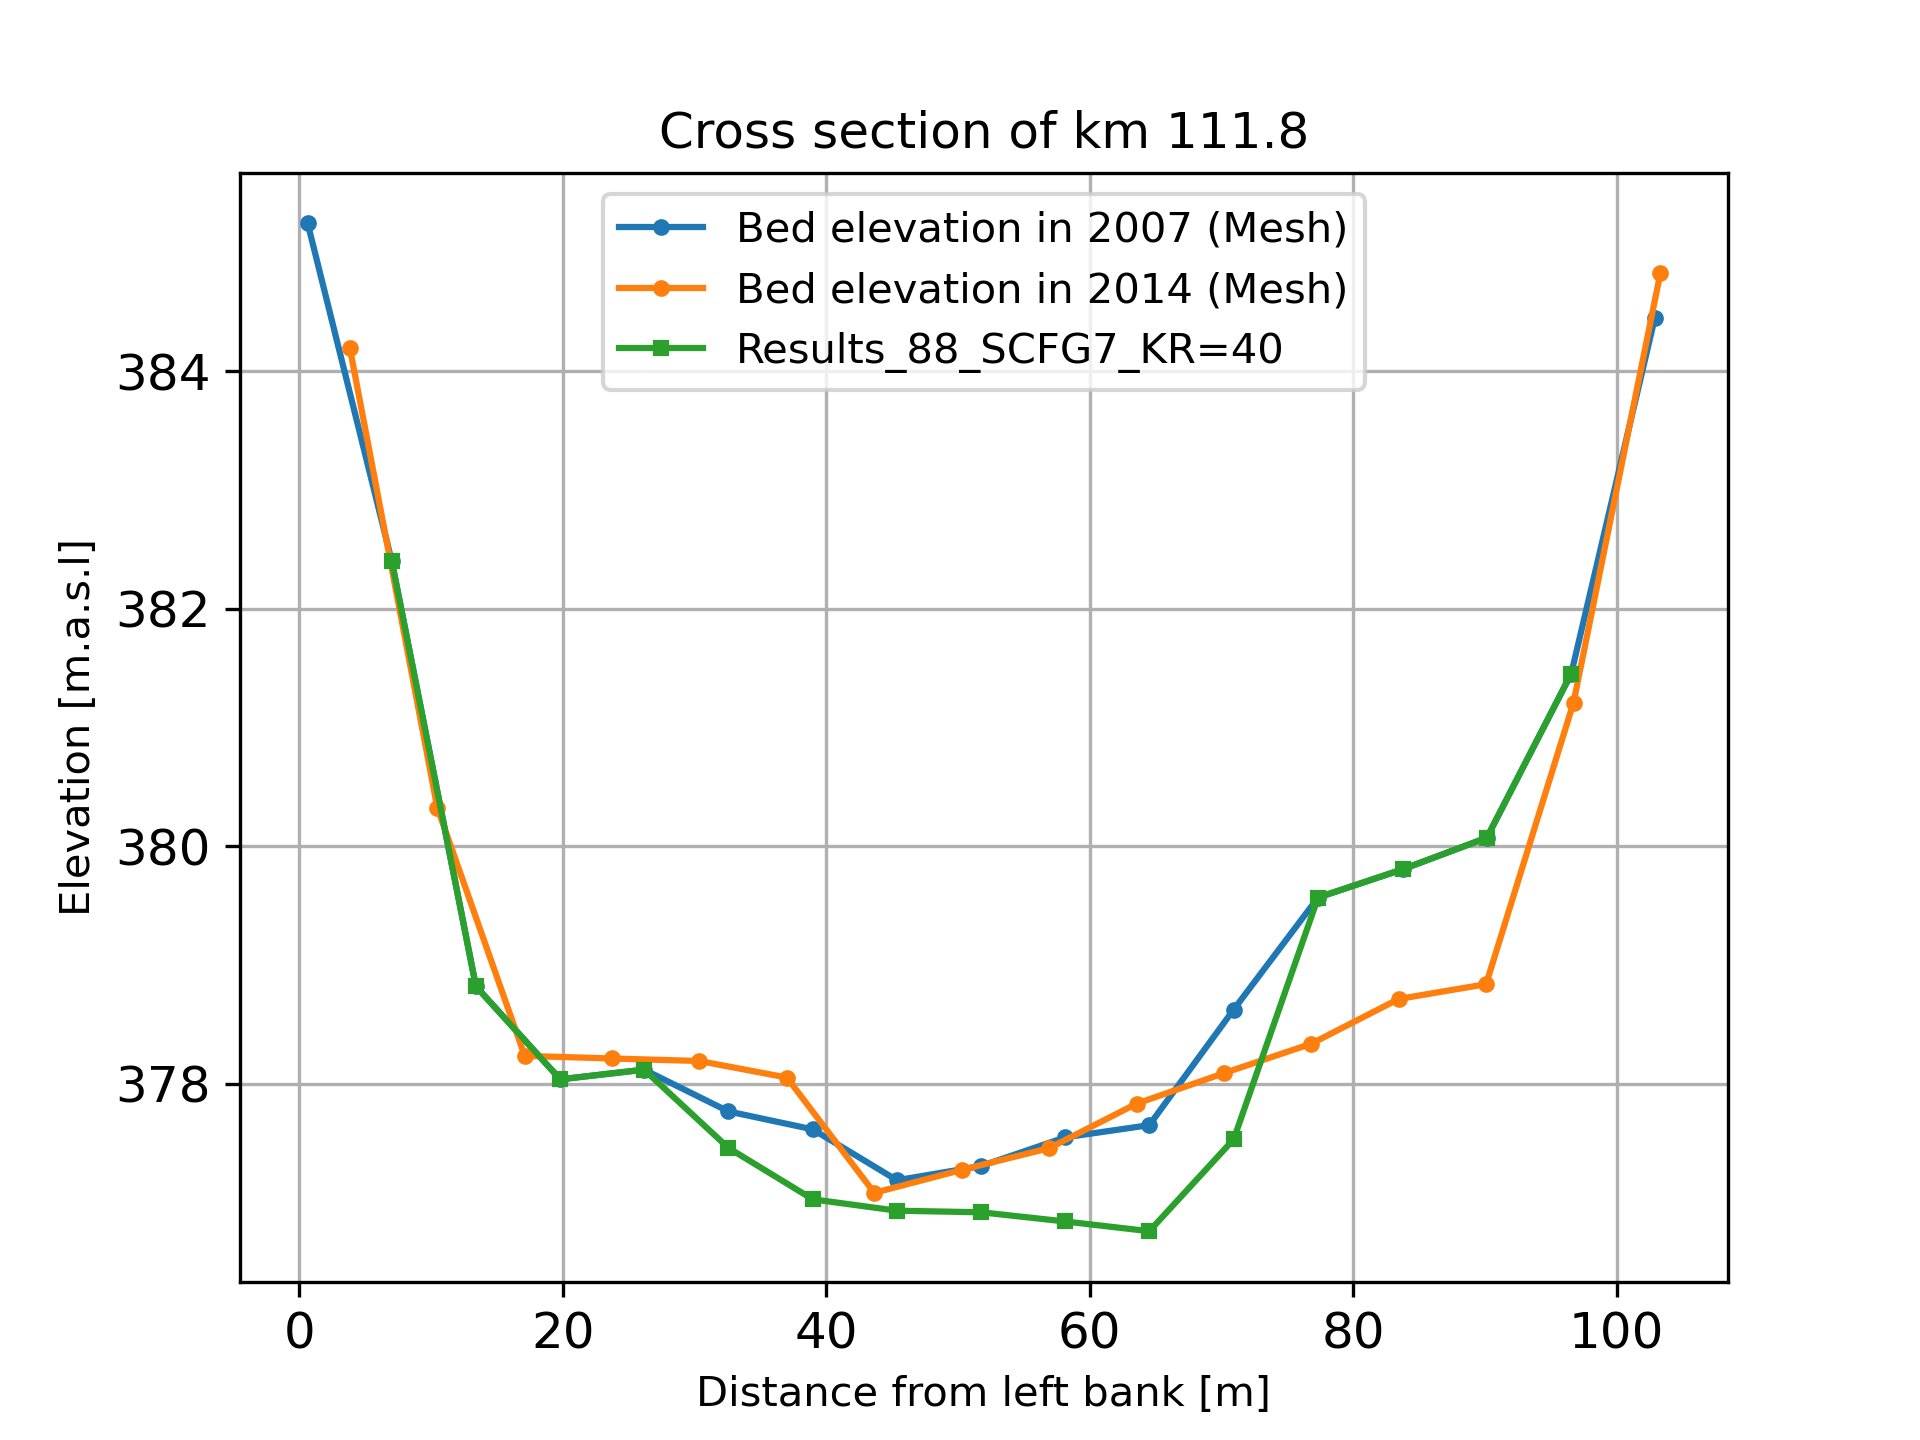 Cross section of km 111.8
Bed elevation in 2007 (Mesh)
Bed elevation in 2014 (Mesh)
Results_88_SCFG7_KR=40
Elevation [m.a.s.l]
384
382
380
378
0 20 40 60 80 100
Distance from left bank [m]